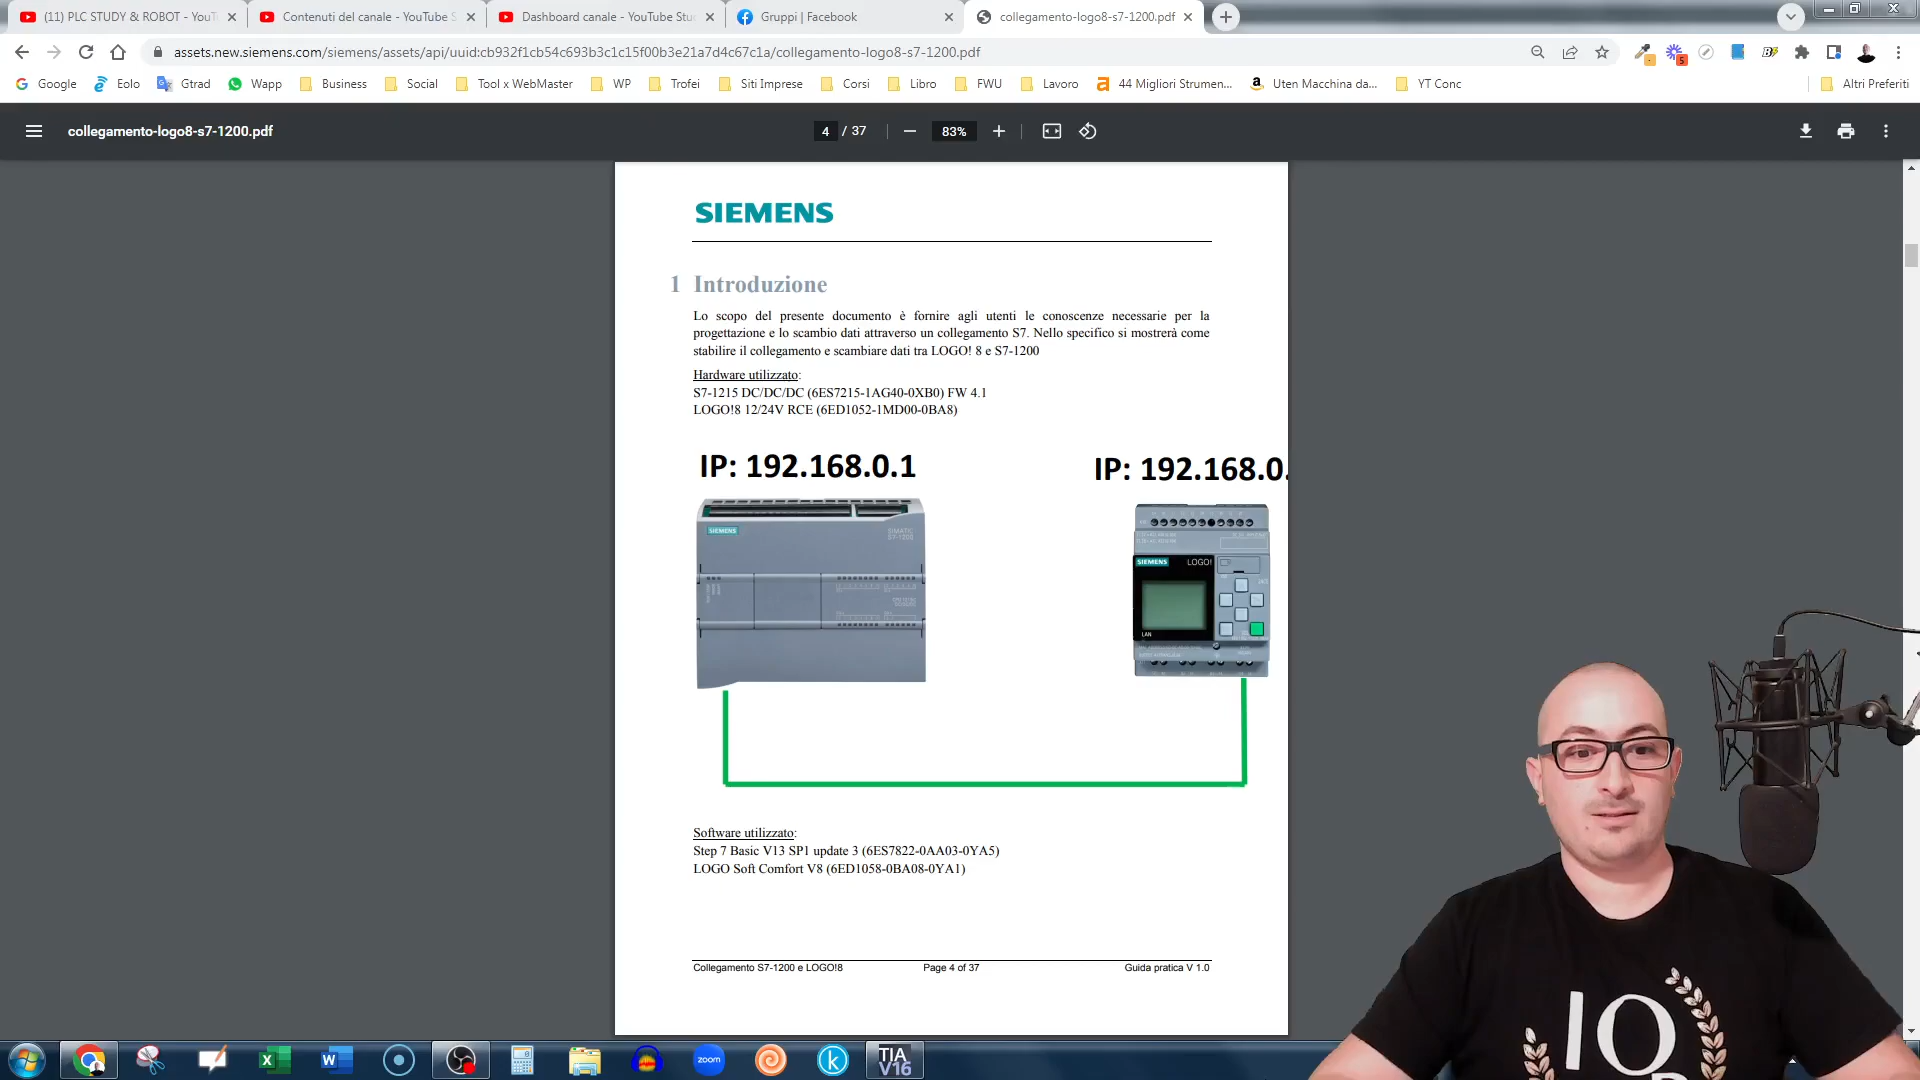 (11) PLC STUDY & ROBOT - YouT
Contenuti del canale - YouTube S
Dashboard canale - YouTube Stu
Gruppi | Facebook
collegamento-logo8-s7-1200.pdf
assets.new.siemens.com/siemens/assets/api/uuid:cb932f1cb54c693b3c1c15f00b3e21a7d4c67c1a/collegamento-logo8-s7-1200.pdf
5
Google
Eolo
Gtrad
Wapp
Business
Social
Tool x WebMaster
WP
Trofei
Siti Imprese
Corsi
Libro
FWU
Lavoro
44 Migliori Strumen...
Uten Macchina da...
YT Conc
Altri Preferiti
collegamento-logo8-s7-1200.pdf
4 / 37
83%
SIEMENS
1 Introduzione
Lo scopo del presente documento è fornire agli utenti le conoscenze necessarie per la
progettazione e lo scambio dati attraverso un collegamento S7. Nello specifico si mostrerà come
stabilire il collegamento e scambiare dati tra LOGO! 8 e S7-1200
Hardware utilizzato:
S7-1215 DC/DC/DC (6ES7215-1AG40-0XB0) FW 4.1
LOGO!8 12/24V RCE (6ED1052-1MD00-0BA8)
IP: 192.168.0.1
IP: 192.168.0.
SIEMENS
SIMATIC
S7-1200
SIEMENS
LOGO!
LAN
Software utilizzato:
Step 7 Basic V13 SP1 update 3 (6ES7822-0AA03-0YA5)
LOGO Soft Comfort V8 (6ED1058-0BA08-0YA1)
Collegamento S7-1200 e LOGO!8
Page 4 of 37
Guida pratica V 1.0
IO
zoom
k
TIA
V16